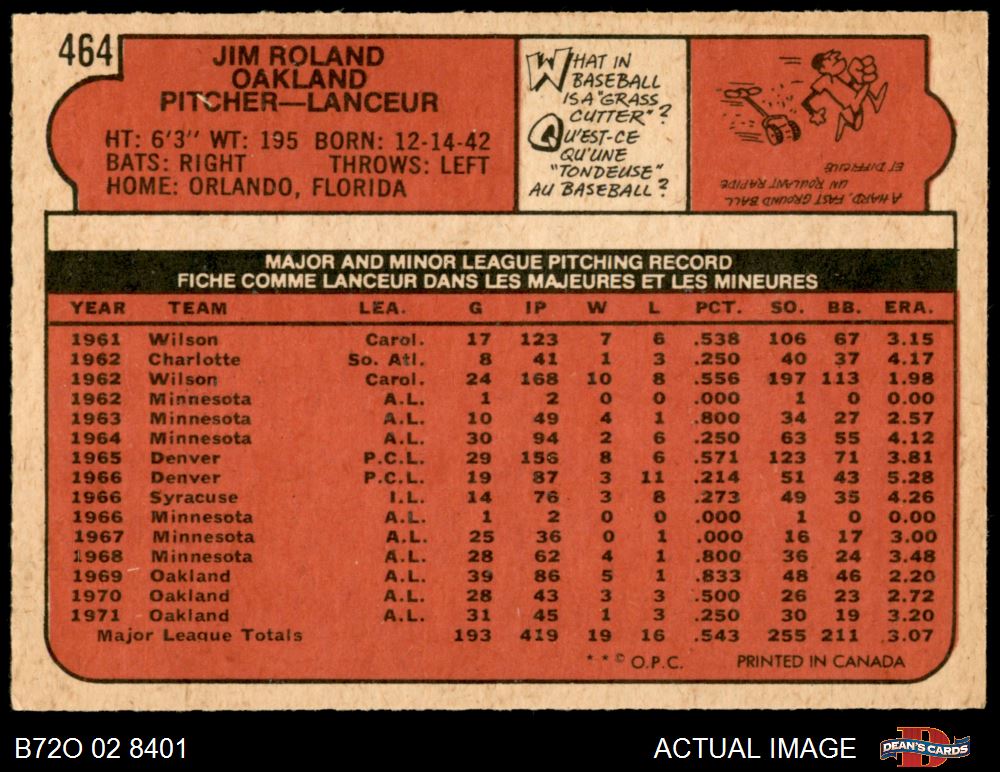 464
JIM ROLAND
OAKLAND
PITCHER—LANCEUR
HT: 6'3" WT: 195 BORN: 12-14-42
BATS: RIGHT THROWS: LEFT
HOME: ORLANDO, FLORIDA
WHAT IN
BASEBALL
IS A "GRASS
CUTTER"?
QU'EST-CE
QU'UNE
"TONDEUSE"
AU BASEBALL?
A HARD, FAST GROUND BALL
UN ROULANT RAPIDE
ET DIFFICILE
MAJOR AND MINOR LEAGUE PITCHING RECORD
FICHE COMME LANCEUR DANS LES MAJEURES ET LES MINEURES
YEAR TEAM LEA. G IP W L PCT. SO. BB. ERA.
1961 Wilson Carol. 17 123 7 6 .538 106 67 3.15
1962 Charlotte So. Atl. 8 41 1 3 .250 40 37 4.17
1962 Wilson Carol. 24 168 10 8 .556 197 113 1.98
1962 Minnesota A.L. 1 2 0 0 .000 1 0 0.00
1963 Minnesota A.L. 10 49 4 1 .800 34 27 2.57
1964 Minnesota A.L. 30 94 2 6 .250 63 55 4.12
1965 Denver P.C.L. 29 156 8 6 .571 123 71 3.81
1966 Denver P.C.L. 19 87 3 11 .214 51 43 5.28
1966 Syracuse I.L. 14 76 3 8 .273 49 35 4.26
1966 Minnesota A.L. 1 2 0 0 .000 1 0 0.00
1967 Minnesota A.L. 25 36 0 1 .000 16 17 3.00
1968 Minnesota A.L. 28 62 4 1 .800 36 24 3.48
1969 Oakland A.L. 39 86 5 1 .833 48 46 2.20
1970 Oakland A.L. 28 43 3 3 .500 26 23 2.72
1971 Oakland A.L. 31 45 1 3 .250 30 19 3.20
Major League Totals 193 419 19 16 .543 255 211 3.07
* * © O.P.C. PRINTED IN CANADA
B72O 02 8401 ACTUAL IMAGE D DEAN'S CARDS